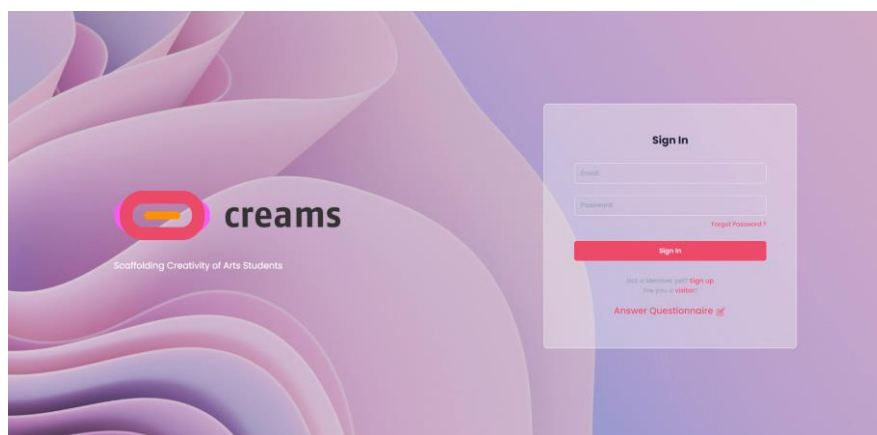 creams
Scaffolding Creativity of Arts Students
Sign In
Email
Password
Forgot Password ?
Sign In
Not a Member yet? Sign up
Are you a visitor?
Answer Questionnaire